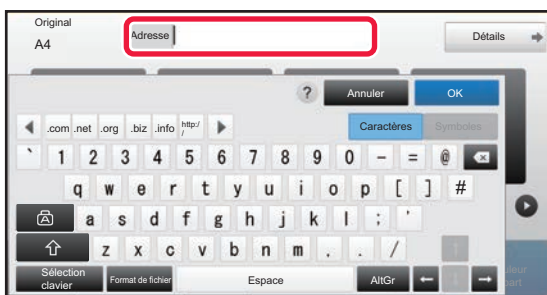 Original
A4
Adresse
Détails
? Annuler OK
.com .net .org .biz .info http:/ /
Caractères Symboles
` 1 2 3 4 5 6 7 8 9 0 - = @
q w e r t y u i o p [ ] #
a s d f g h j k l ; '
z x c v b n m , . /
Sélection clavier
Format de fichier
Espace
AltGr